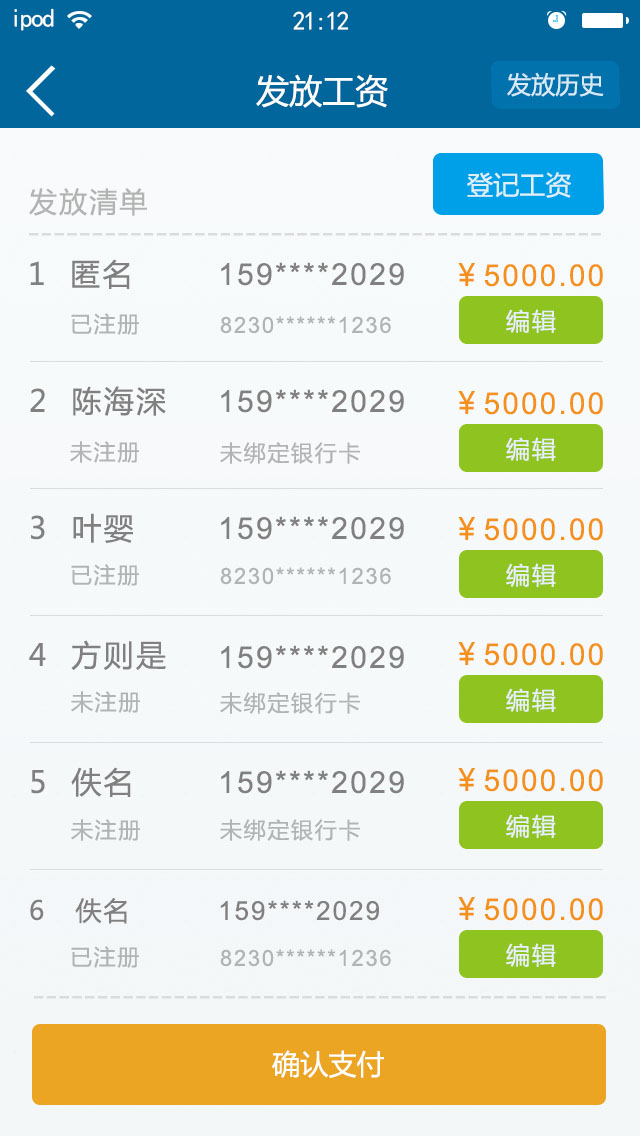 ipod 21:12
发放工资 发放历史
发放清单 登记工资
1 匿名 159****2029 ¥5000.00
已注册 8230******1236 编辑
2 陈海深 159****2029 ¥5000.00
未注册 未绑定银行卡 编辑
3 叶婴 159****2029 ¥5000.00
已注册 8230******1236 编辑
4 方则是 159****2029 ¥5000.00
未注册 未绑定银行卡 编辑
5 佚名 159****2029 ¥5000.00
未注册 未绑定银行卡 编辑
6 佚名 159****2029 ¥5000.00
已注册 8230******1236 编辑
确认支付